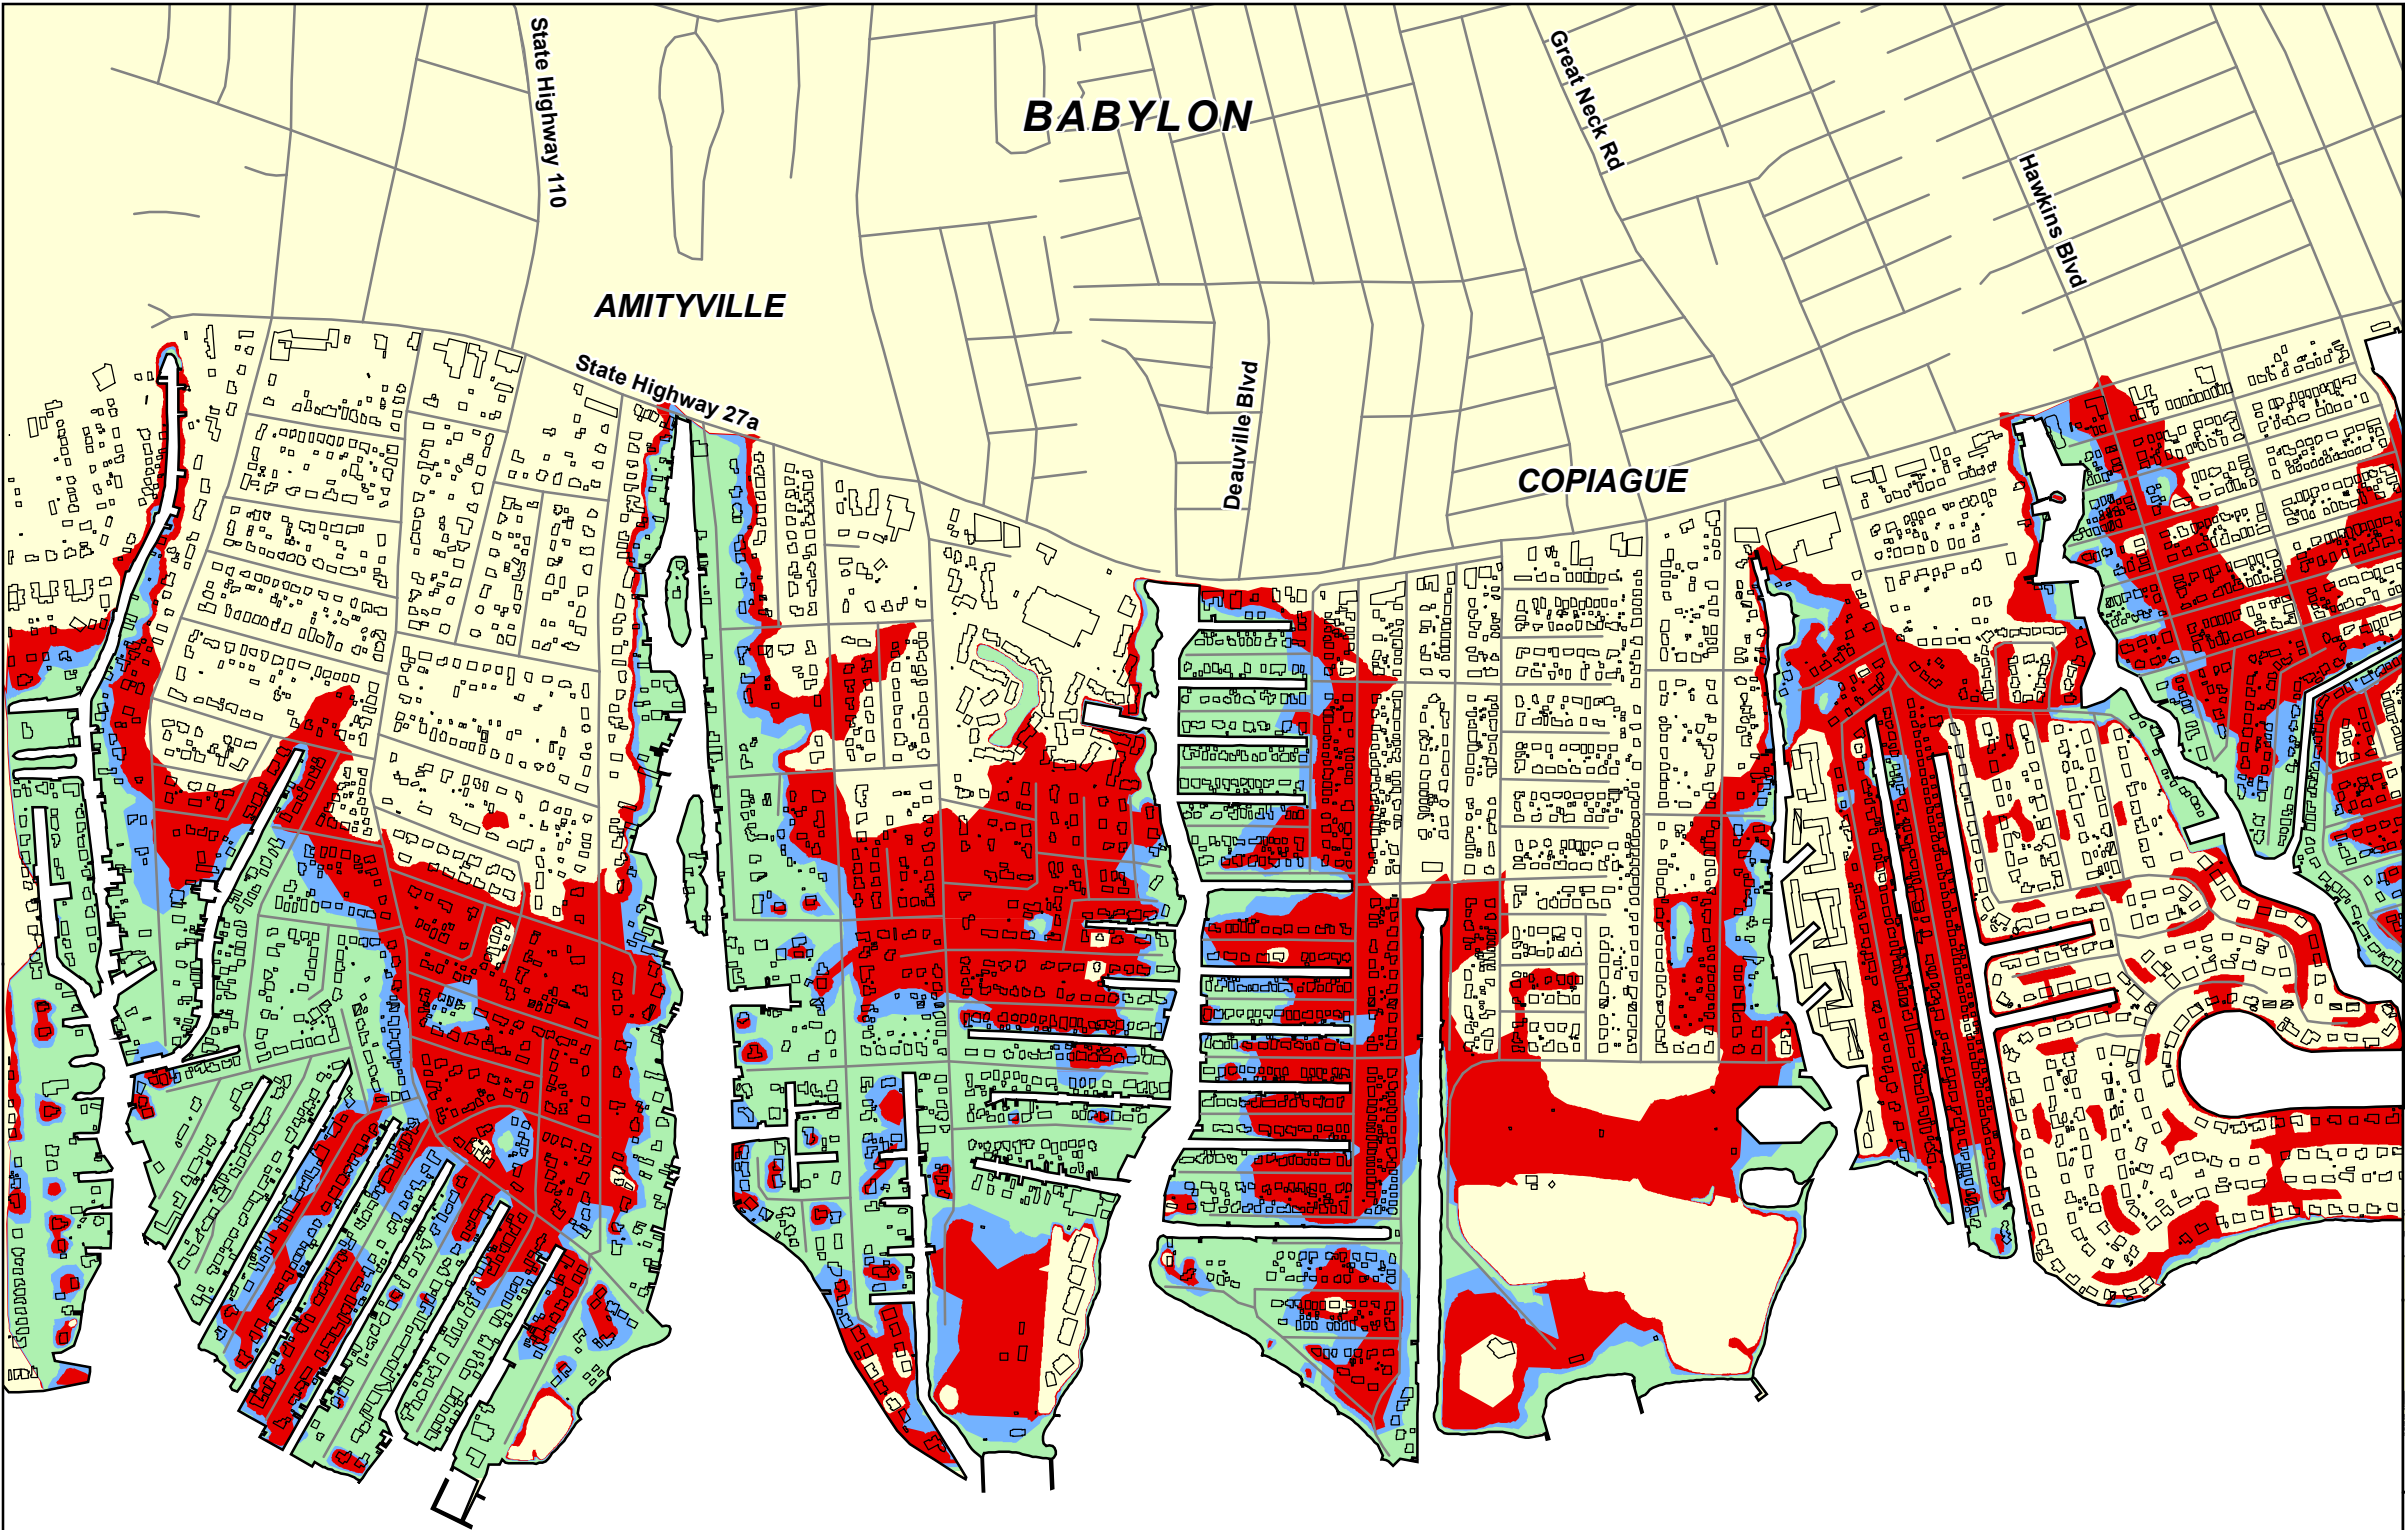 State Highway 110
BABYLON
Great Neck Rd
Hawkins Blvd
AMITYVILLE
State Highway 27a
Deauville Blvd
COPIAGUE